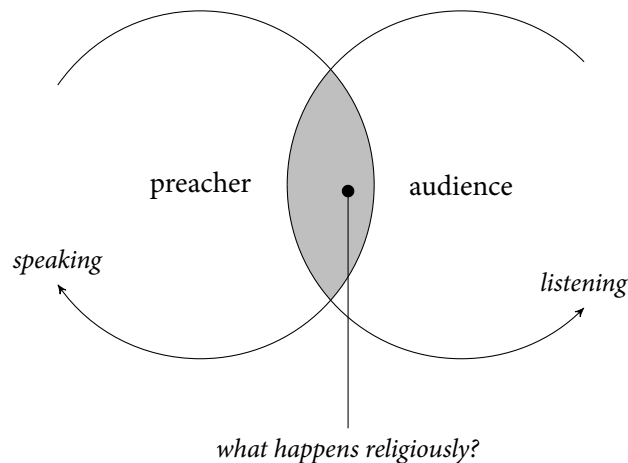 preacher
audience
speaking
listening
what happens religiously?